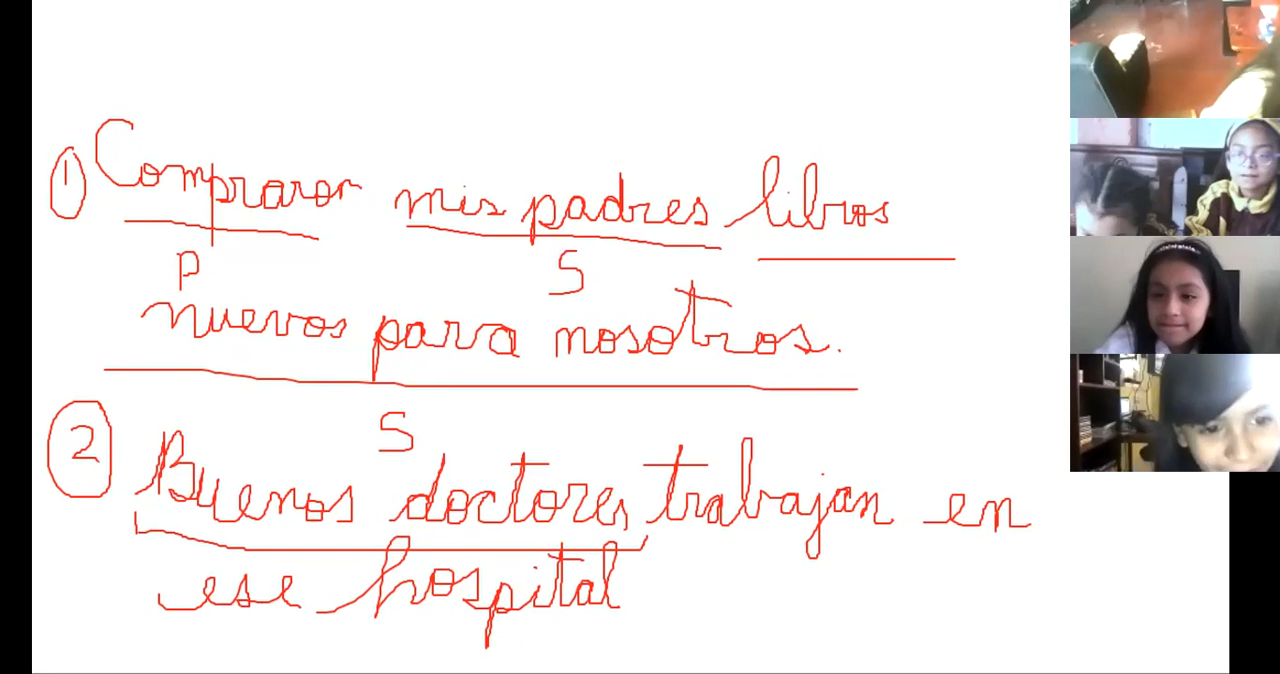 1 Compraron mis padres libros
P S
nuevos para nosotros.
S
2 Buenos doctores trabajan en
ese hospital